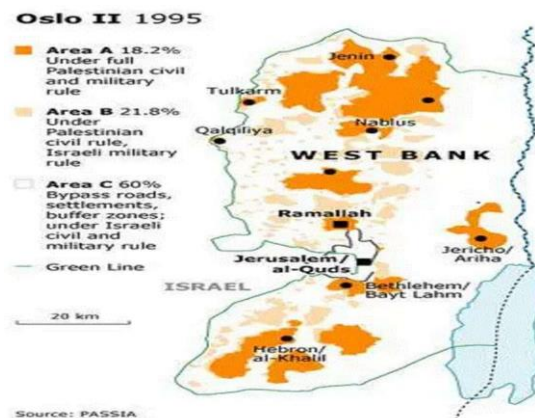 Oslo II 1995
Area A 18.2%
Under full
Palestinian civil
and military
rule
Area B 21.8%
Under
Palestinian
civil rule,
Israeli military
rule
Area C 60%
Bypass roads,
settlements,
buffer zones;
under Israeli
civil and
military rule
Green Line
20 km
Source: PASSIA
Jenin
Tulkarm
Nablus
Qalqiliya
WEST BANK
Ramallah
Jericho/
Ariha
Jerusalem/
al-Quds
ISRAEL
Bethlehem/
Bayt Lahm
Hebron/
al-Khalil